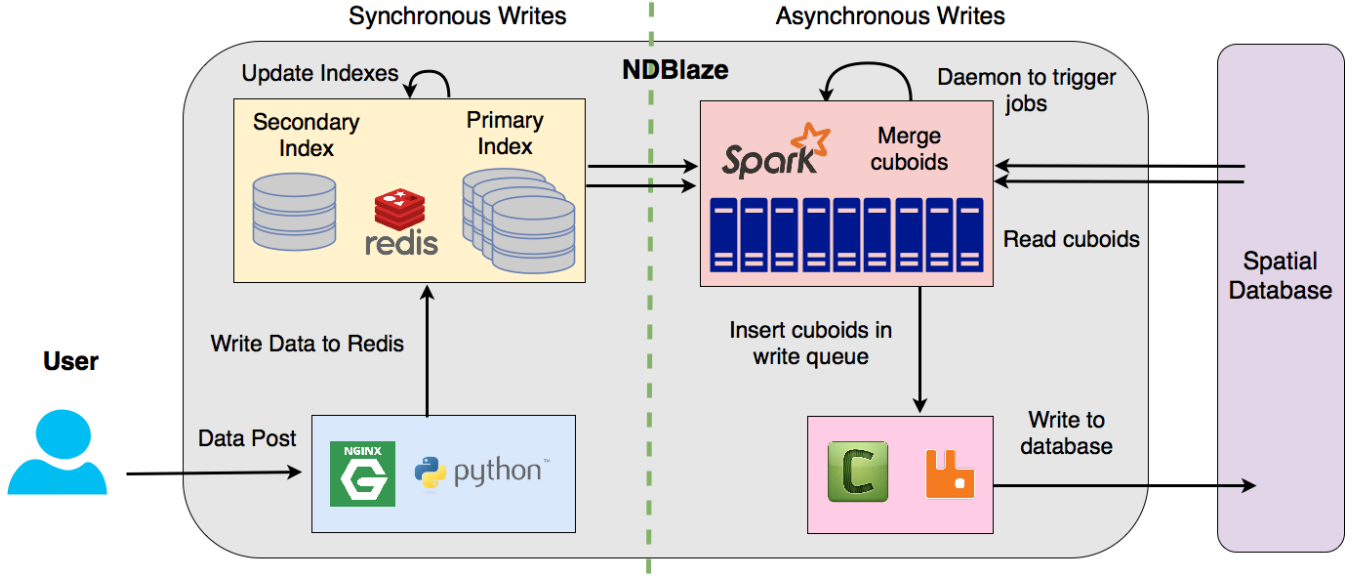 Synchronous Writes
Asynchronous Writes
NDBlaze
Update Indexes
Secondary
Index
Primary
Index
redis
Spark
Merge
cuboids
Daemon to trigger
jobs
Read cuboids
Spatial
Database
Write Data to Redis
Insert cuboids in
write queue
User
Data Post
NGINX
G
python™
C
Write to
database